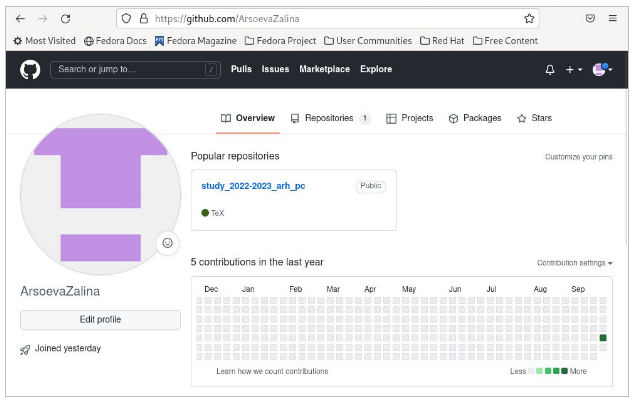 https://github.com/ArsoevaZalina
Most Visited Fedora Docs Fedora Magazine Fedora Project User Communities Red Hat Free Content
Search or jump to... / Pulls Issues Marketplace Explore
Overview Repositories 1 Projects Packages Stars
Popular repositories Customize your pins
study_2022-2023_arh_pc Public
TeX
5 contributions in the last year Contribution settings
Dec Jan Feb Mar Apr May Jun Jul Aug Sep
Learn how we count contributions Less More
ArsoevaZalina
Edit profile
Joined yesterday